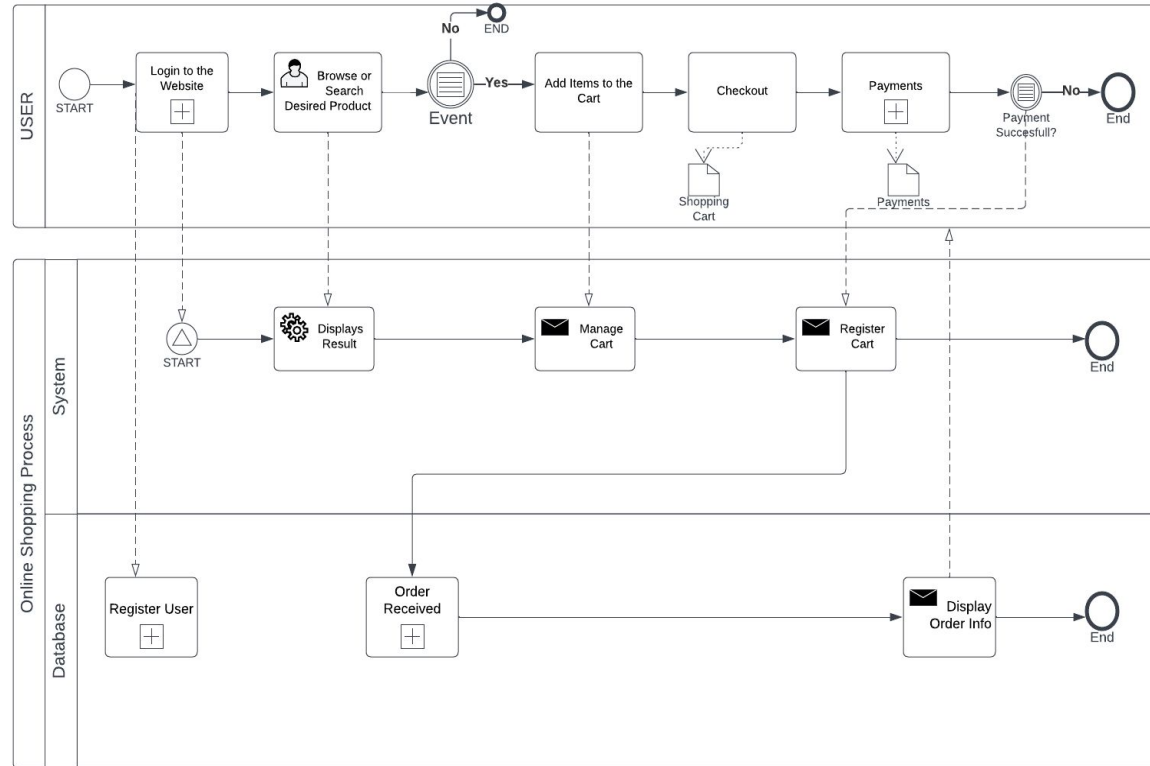 No
END
USER
START
Login to the
Website
Browse or
Search
Desired Product
Yes
Event
Add Items to the
Cart
Checkout
Payments
No
Payment
Succesfull?
End
Shopping
Cart
Payments
Online Shopping Process
System
START
Displays
Result
Manage
Cart
Register
Cart
End
Database
Register User
Order
Received
Display
Order Info
End